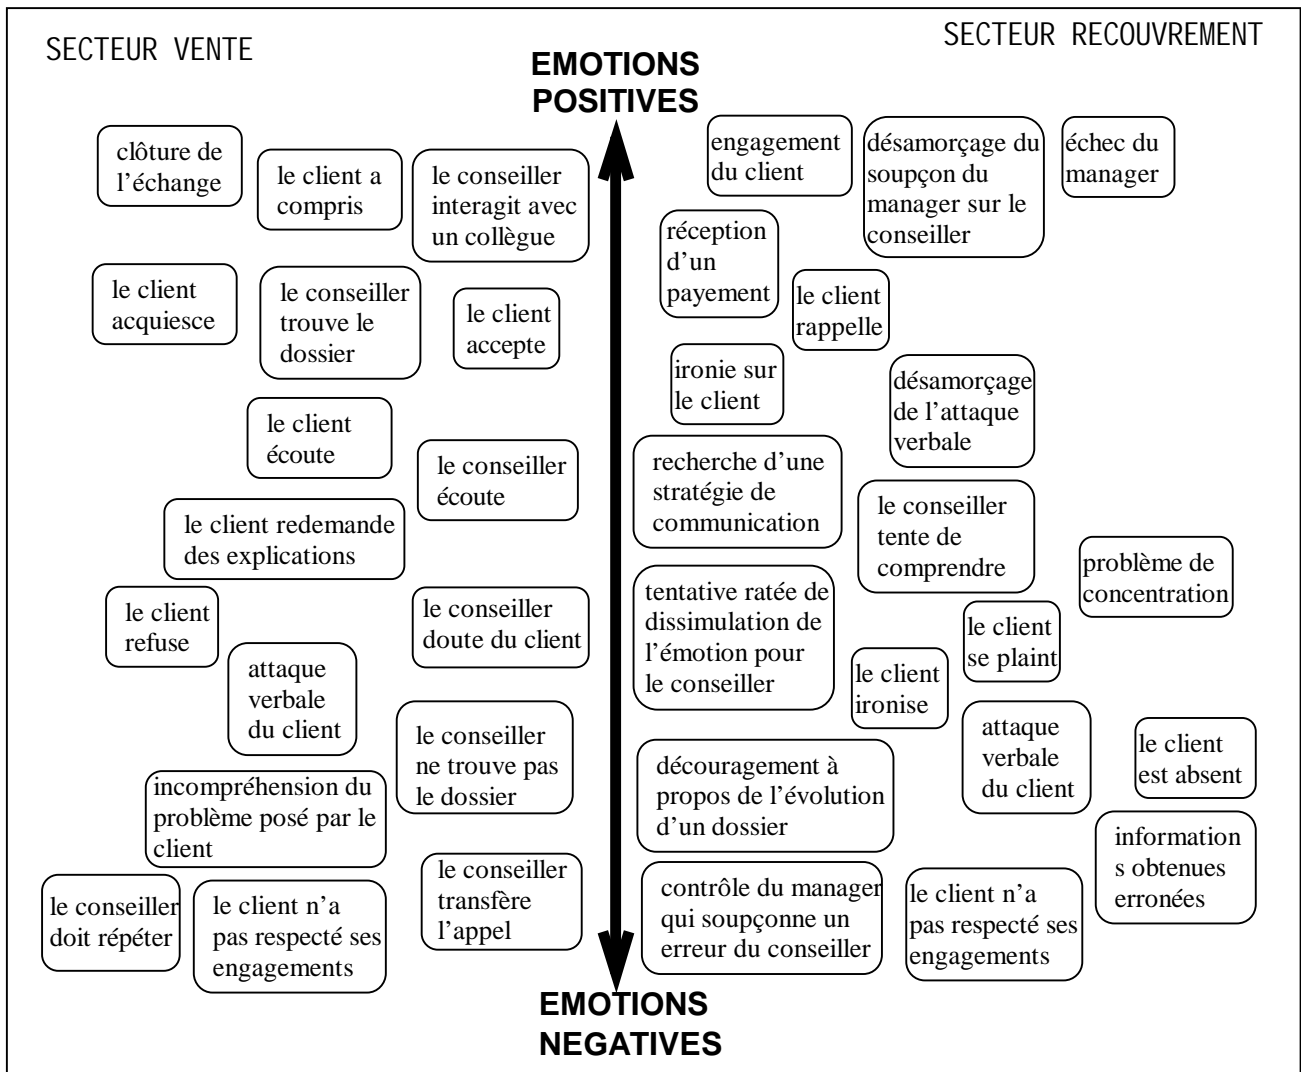 SECTEUR VENTE
SECTEUR RECOUVREMENT
EMOTIONS
POSITIVES
clôture de
l'échange
le client a
compris
le conseiller
interagit avec
un collègue
le client
acquiesce
le conseiller
trouve le
dossier
le client
accepte
le client
écoute
le conseiller
écoute
le client redemande
des explications
le client
refuse
le conseiller
doute du client
attaque
verbale
du client
le conseiller
ne trouve pas
le dossier
incompréhension du
problème posé par le
client
le conseiller
transfère
l'appel
le conseiller
doit répéter
le client n'a
pas respecté ses
engagements
engagement
du client
désamorçage du
soupçon du
manager sur le
conseiller
échec du
manager
réception
d'un
payement
le client
rappelle
ironie sur
le client
désamorçage
de l'attaque
verbale
recherche d'une
stratégie de
communication
le conseiller
tente de
comprendre
problème de
concentration
tentative ratée de
dissimulation de
l'émotion pour
le conseiller
le client
se plaint
le client
ironise
attaque
verbale
du client
le client
est absent
découragement à
propos de l'évolution
d'un dossier
information
s obtenues
erronées
contrôle du manager
qui soupçonne un
erreur du conseiller
le client n'a
pas respecté ses
engagements
EMOTIONS
NEGATIVES